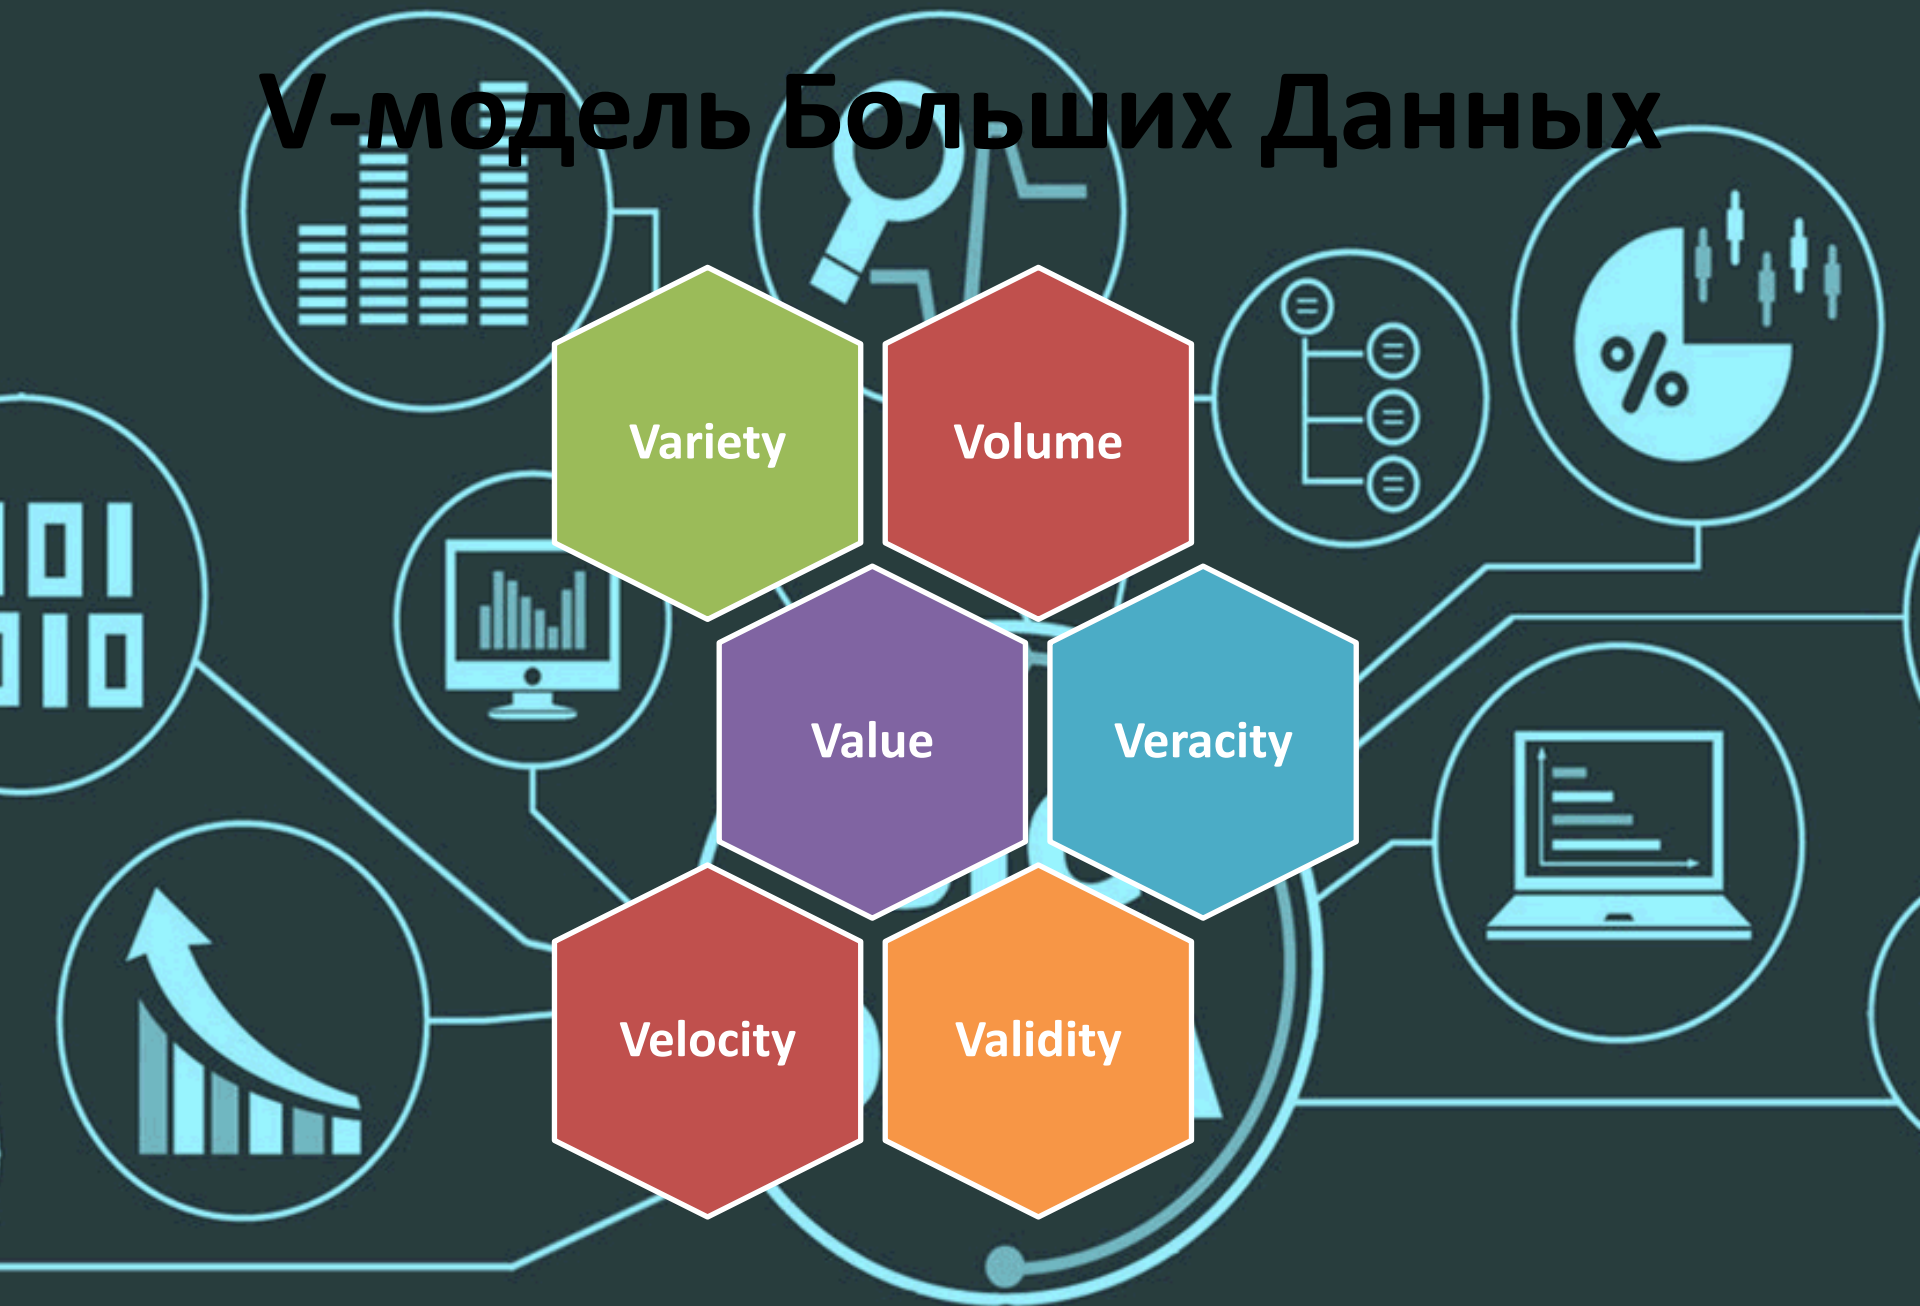 V-модель Больших Данных
Variety
Volume
Value
Veracity
Velocity
Validity